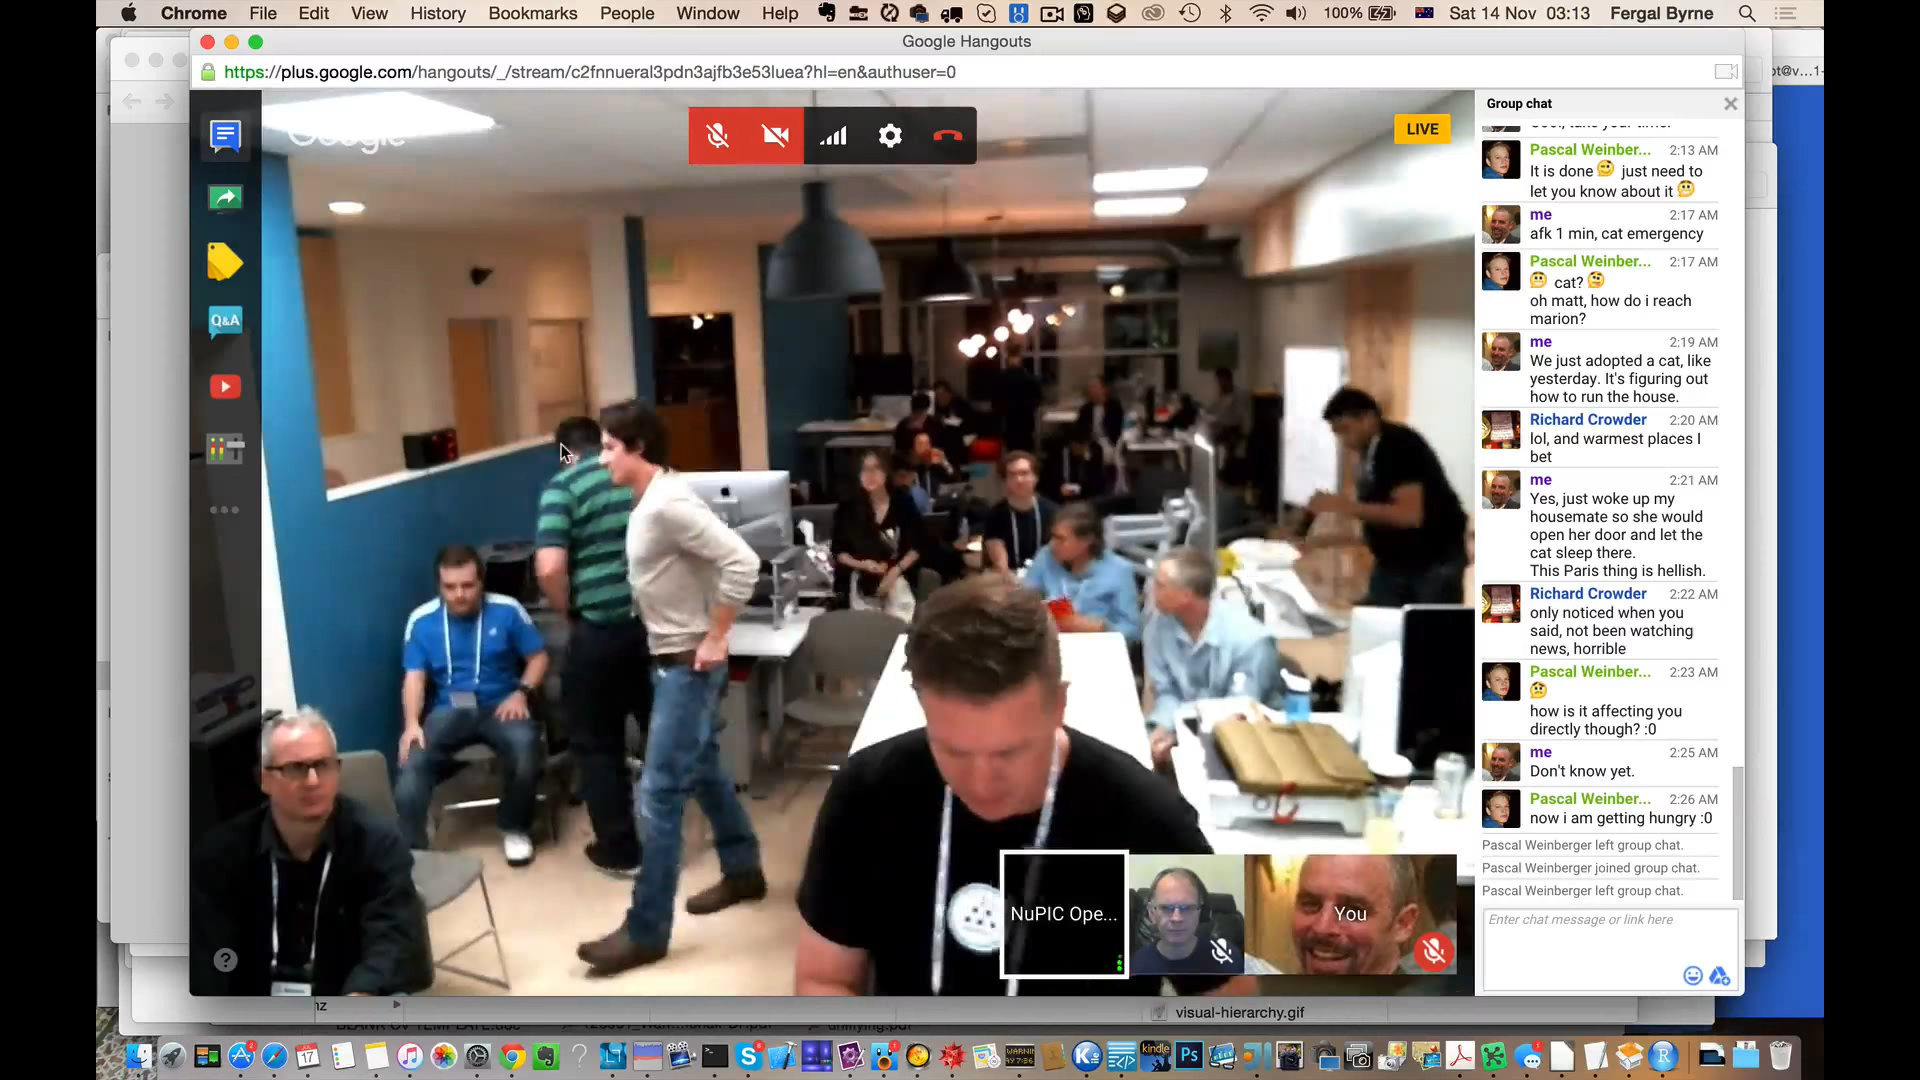 Chrome File Edit View History Bookmarks People Window Help 100% Sat 14 Nov 03:13 Fergal Byrne
Google Hangouts
https://plus.google.com/hangouts/_/stream/c2fnnueral3pdn3ajfb3e53luea?hl=en&authuser=0
Google
LIVE
Q&A
Group chat
Pascal Weinber... 2:13 AM
It is done just need to
let you know about it
me 2:17 AM
afk 1 min, cat emergency
Pascal Weinber... 2:17 AM
cat?
oh matt, how do i reach
marion?
me 2:19 AM
We just adopted a cat, like
yesterday. It's figuring out
how to run the house.
Richard Crowder 2:20 AM
lol, and warmest places I
bet
me 2:21 AM
Yes, just woke up my
housemate so she would
open her door and let the
cat sleep there.
This Paris thing is hellish.
Richard Crowder 2:22 AM
only noticed when you
said, not been watching
news, horrible
Pascal Weinber... 2:23 AM
how is it affecting you
directly though? :0
me 2:25 AM
Don't know yet.
Pascal Weinber... 2:26 AM
now i am getting hungry :0
Pascal Weinberger left group chat.
Pascal Weinberger joined group chat.
Pascal Weinberger left group chat.
Enter chat message or link here
NuPIC Ope...
You
visual-hierarchy.gif
17
kindle
Ps